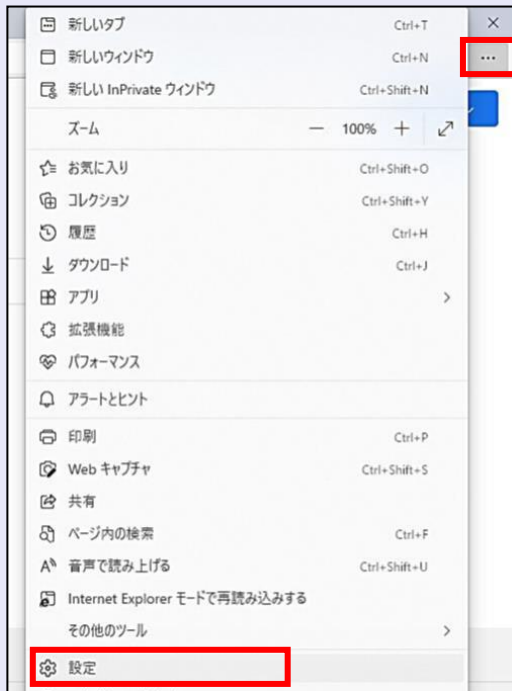 新しいタブ Ctrl+T
新しいウィンドウ Ctrl+N
新しい InPrivate ウィンドウ Ctrl+Shift+N
ズーム — 100% +
お気に入り Ctrl+Shift+O
コレクション Ctrl+Shift+Y
履歴 Ctrl+H
ダウンロード Ctrl+J
アプリ
拡張機能
パフォーマンス
アラートとヒント
印刷 Ctrl+P
Web キャプチャ Ctrl+Shift+S
共有
ページ内の検索 Ctrl+F
音声で読み上げる Ctrl+Shift+U
Internet Explorer モードで再読み込みする
その他のツール
設定